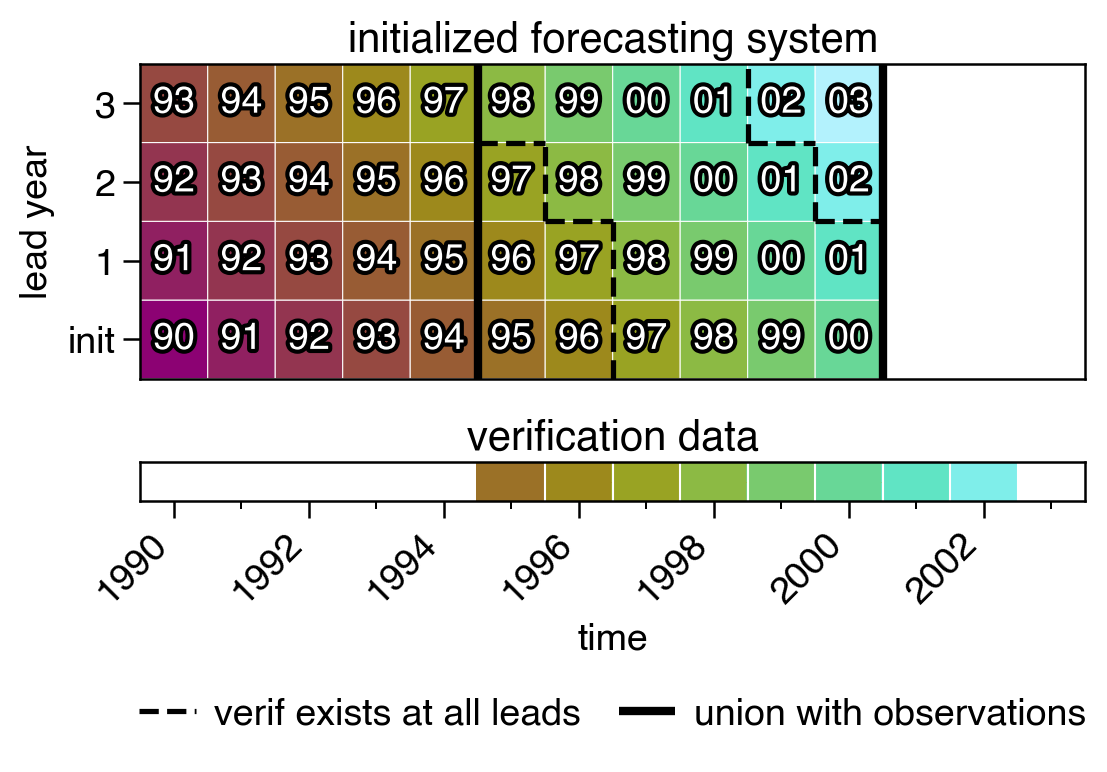 initialized forecasting system
3 93 94 95 96 97 98 99 00 01 02 03
2 92 93 94 95 96 97 98 99 00 01 02
1 91 92 93 94 95 96 97 98 99 00 01
init 90 91 92 93 94 95 96 97 98 99 00
lead year
verification data
1990 1992 1994 1996 1998 2000 2002
time
verif exists at all leads union with observations